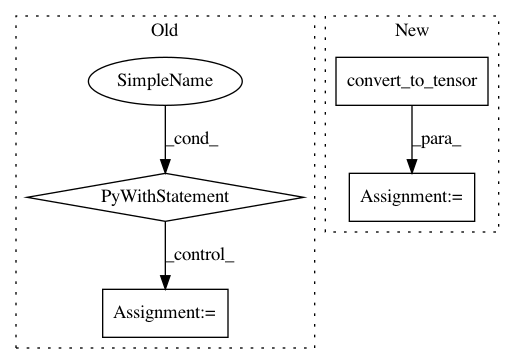 Old
SimpleName
_cond_
PyWithStatement
_control_
Assignment:=
New
convert_to_tensor
_para_
Assignment:=